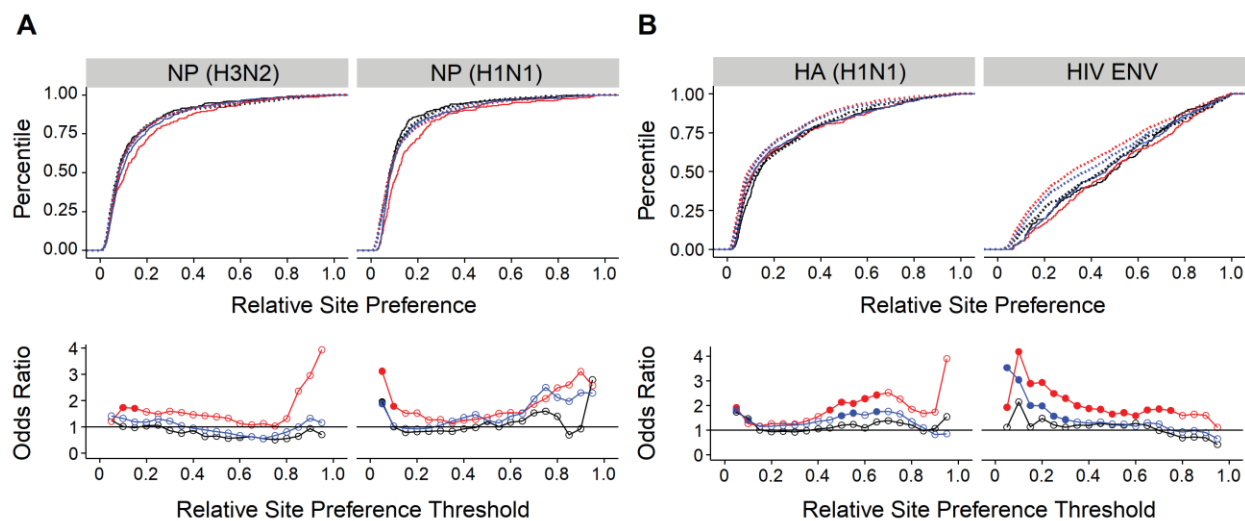 A
B
NP (H3N2)
NP (H1N1)
HA (H1N1)
HIV ENV
Percentile
1.00
0.75
0.50
0.25
0.00
0 0.2 0.4 0.6 0.8 1.0
0 0.2 0.4 0.6 0.8 1.0
Relative Site Preference
Percentile
1.00
0.75
0.50
0.25
0.00
0 0.2 0.4 0.6 0.8 1.0
0 0.2 0.4 0.6 0.8 1.0
Relative Site Preference
Odds Ratio
4
3
2
1
0
0 0.2 0.4 0.6 0.8 1.0
0 0.2 0.4 0.6 0.8 1.0
Relative Site Preference Threshold
Odds Ratio
4
3
2
1
0
0 0.2 0.4 0.6 0.8 1.0
0 0.2 0.4 0.6 0.8 1.0
Relative Site Preference Threshold